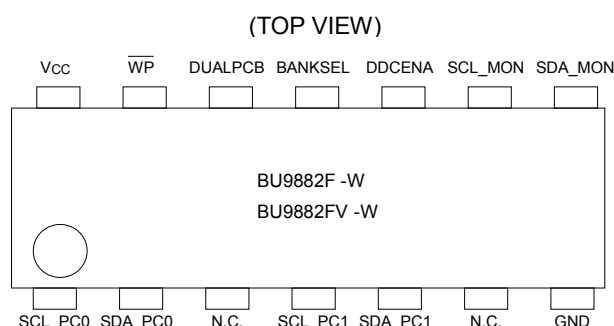 (TOP VIEW)
Vcc WP DUALPCB BANKSEL DDCENA SCL_MON SDA_MON
BU9882F -W
BU9882FV -W
SCL_PC0 SDA_PC0 N.C. SCL_PC1 SDA_PC1 N.C. GND